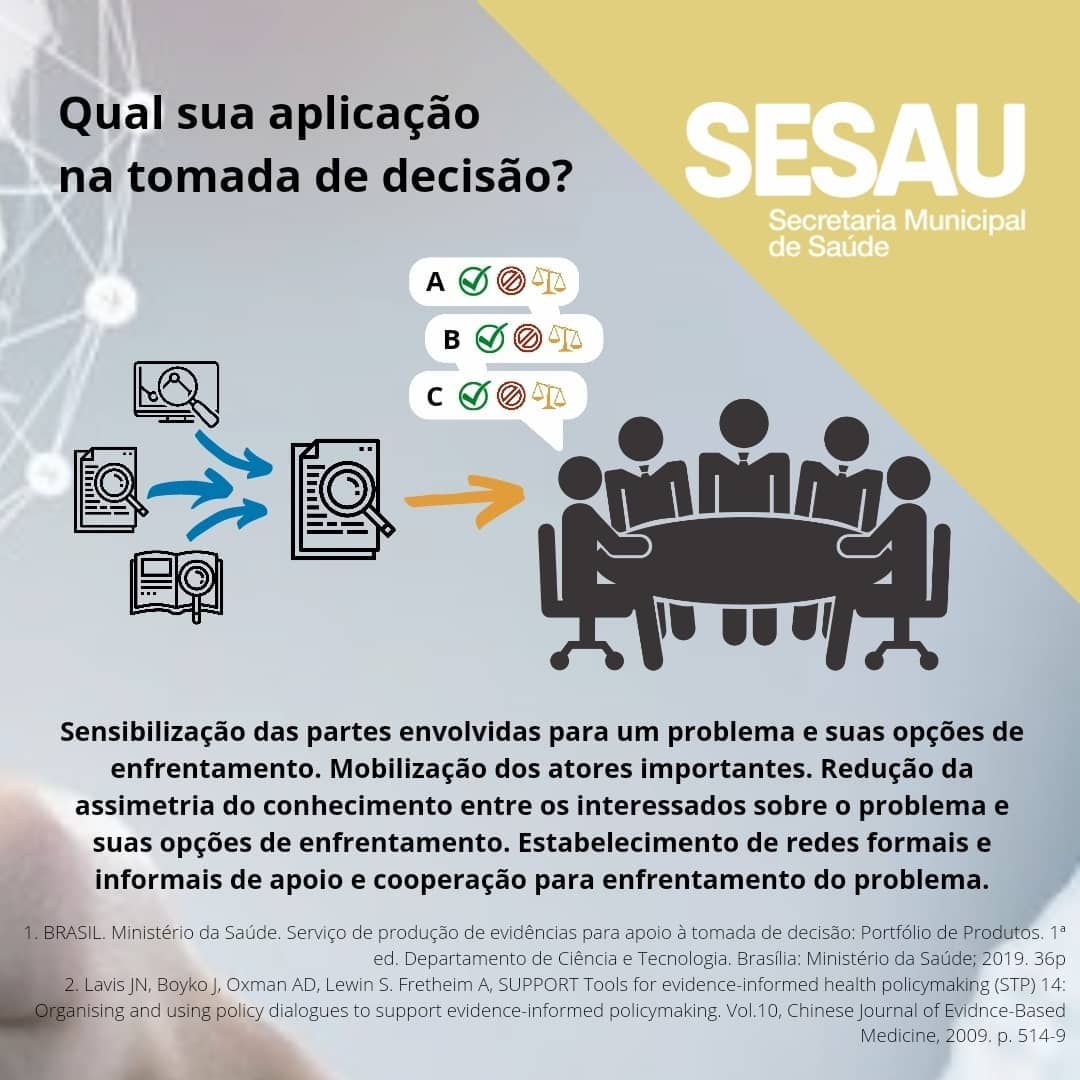 Qual sua aplicação
na tomada de decisão?
SESAU
Secretaria Municipal
de Saúde
A
B
C
Sensibilização das partes envolvidas para um problema e suas opções de
enfrentamento. Mobilização dos atores importantes. Redução da
assimetria do conhecimento entre os interessados sobre o problema e
suas opções de enfrentamento. Estabelecimento de redes formais e
informais de apoio e cooperação para enfrentamento do problema.
1. BRASIL. Ministério da Saúde. Serviço de produção de evidências para apoio à tomada de decisão: Portfólio de Produtos. 1ª
ed. Departamento de Ciência e Tecnologia. Brasília: Ministério da Saúde; 2019. 36p
2. Lavis JN, Boyko J, Oxman AD, Lewin S. Fretheim A, SUPPORT Tools for evidence-informed health policymaking (STP) 14:
Organising and using policy dialogues to support evidence-informed policymaking. Vol.10, Chinese Journal of Evidnce-Based
Medicine, 2009. p. 514-9